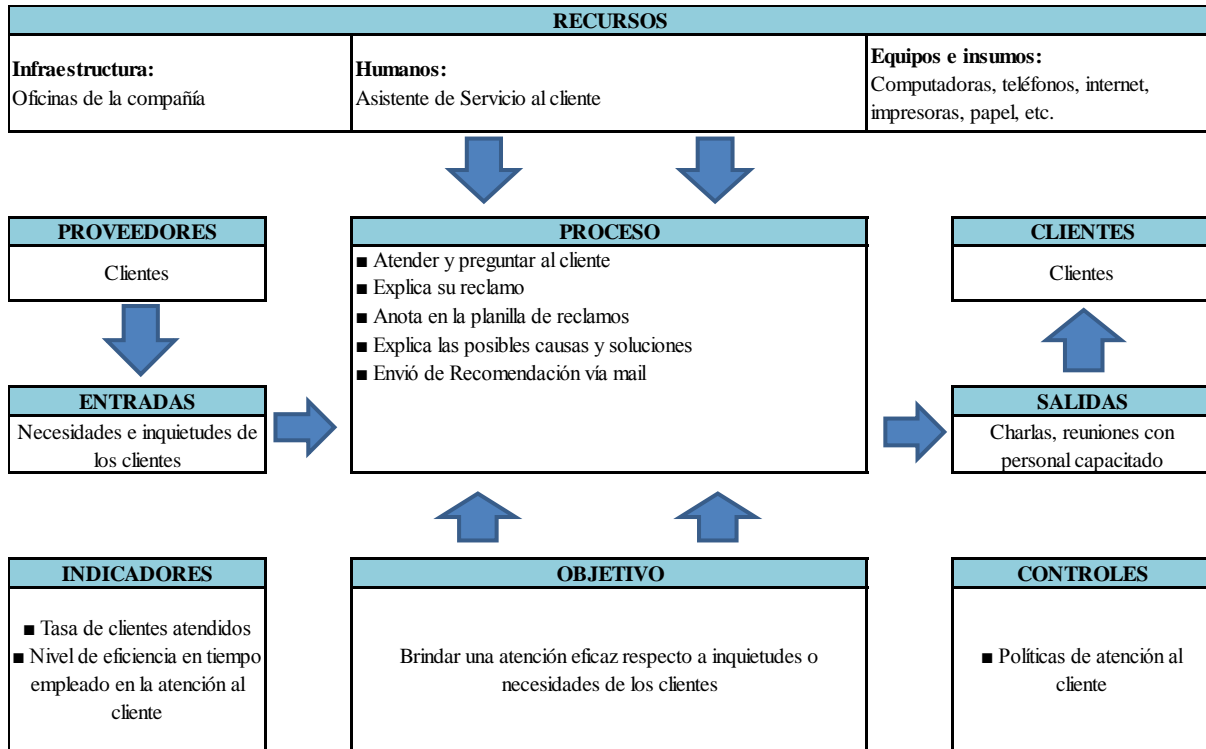 RECURSOS
Infraestructura:
Oficinas de la compañía
Humanos:
Asistente de Servicio al cliente
Equipos e insumos:
Computadoras, teléfonos, internet,
impresoras, papel, etc.
PROVEEDORES
Clientes
PROCESO
■ Atender y preguntar al cliente
■ Explica su reclamo
■ Anota en la planilla de reclamos
■ Explica las posibles causas y soluciones
■ Envió de Recomendación vía mail
CLIENTES
Clientes
ENTRADAS
Necesidades e inquietudes de
los clientes
SALIDAS
Charlas, reuniones con
personal capacitado
INDICADORES
■ Tasa de clientes atendidos
■ Nivel de eficiencia en tiempo
empleado en la atención al
cliente
OBJETIVO
Brindar una atención eficaz respecto a inquietudes o
necesidades de los clientes
CONTROLES
■ Políticas de atención al
cliente